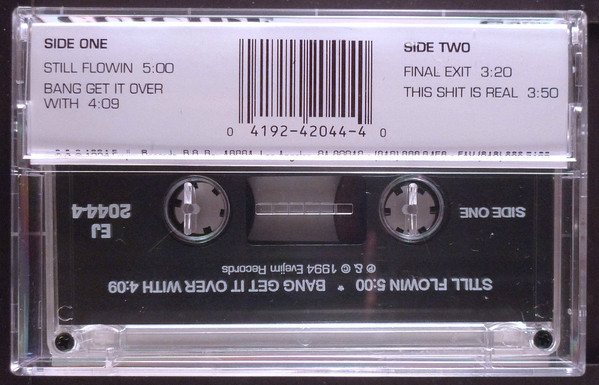 SIDE ONE
STILL FLOWIN 5:00
BANG GET IT OVER
WITH 4:09
0 4192-42044-4 0
SIDE TWO
FINAL EXIT 3:20
THIS SHIT IS REAL 3:50
STILL FLOWIN 5:00 * BANG GET IT OVER WITH 4:09
℗ & © 1994 Evejim Records
SIDE ONE
EJ
2044-4